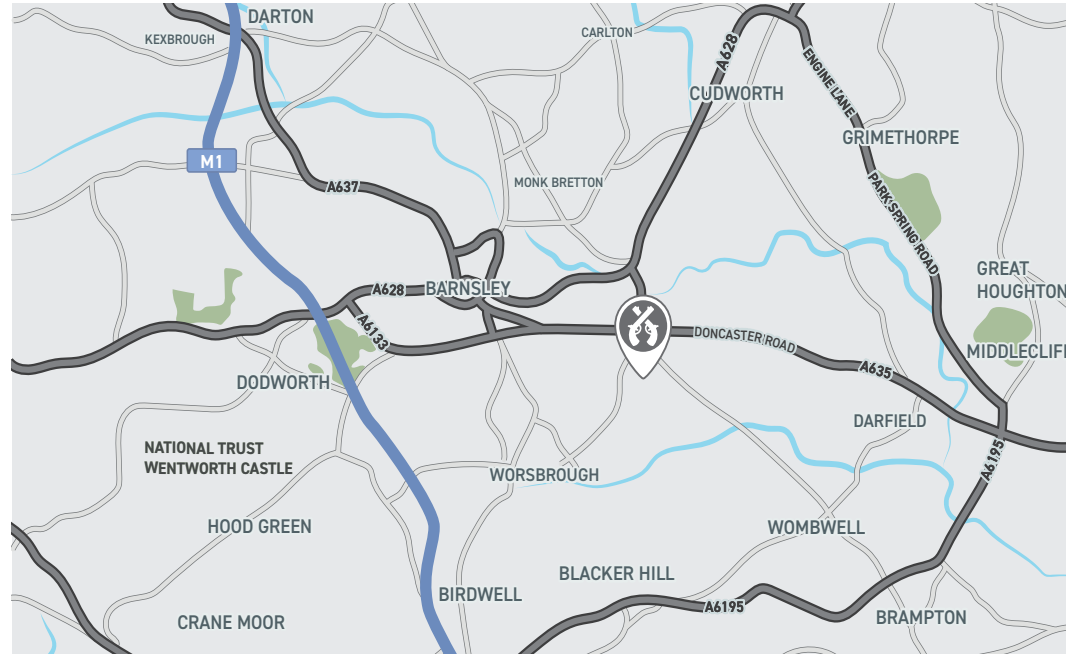 DARTON
KEXBROUGH
CARLTON
A628
CUDWORTH
ENGINE LANE
GRIMETHORPE
M1
A637
MONK BRETTON
PARK SPRING ROAD
GREAT
HOUGHTON
A628
BARNSLEY
A6133
DONCASTER ROAD
MIDDLECLIF
A635
DODWORTH
DARFIELD
NATIONAL TRUST
WENTWORTH CASTLE
WORSBROUGH
A6195
HOOD GREEN
WOMBWELL
BLACKER HILL
BIRDWELL
A6195
BRAMPTON
CRANE MOOR